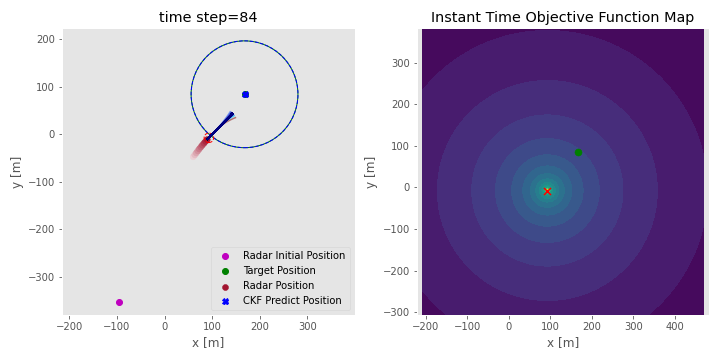 time step=84
200
100
0
−100
−200
−300
y [m]
−200
−100
0
100
200
300
x [m]
Radar Initial Position
Target Position
Radar Position
CKF Predict Position
Instant Time Objective Function Map
300
200
100
0
−100
−200
−300
y [m]
−200
−100
0
100
200
300
400
x [m]